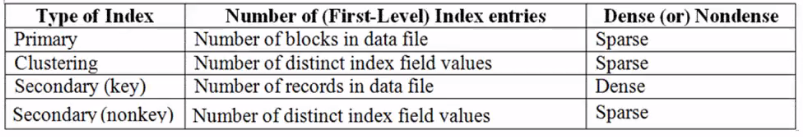 Type of Index Number of (First-Level) Index entries Dense (or) Nondense
Primary Number of blocks in data file Sparse
Clustering Number of distinct index field values Sparse
Secondary (key) Number of records in data file Dense
Secondary (nonkey) Number of distinct index field values Sparse